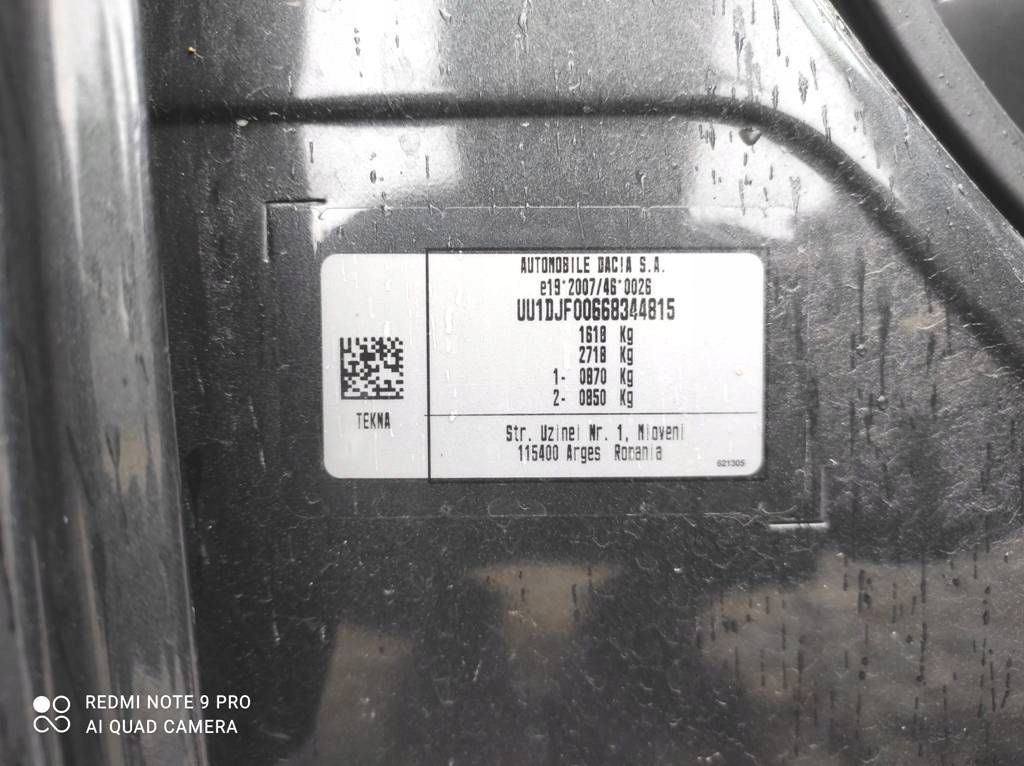 AUTOMOBILE DACIA S.A.
e19*2007/46*0026
UU1DJF00668344815
1618 Kg
2718 Kg
1- 0870 Kg
2- 0850 Kg
TEKNA
Str. Uzinei Nr. 1, Mioveni
115400 Arges Romania
621305
REDMI NOTE 9 PRO
AI QUAD CAMERA